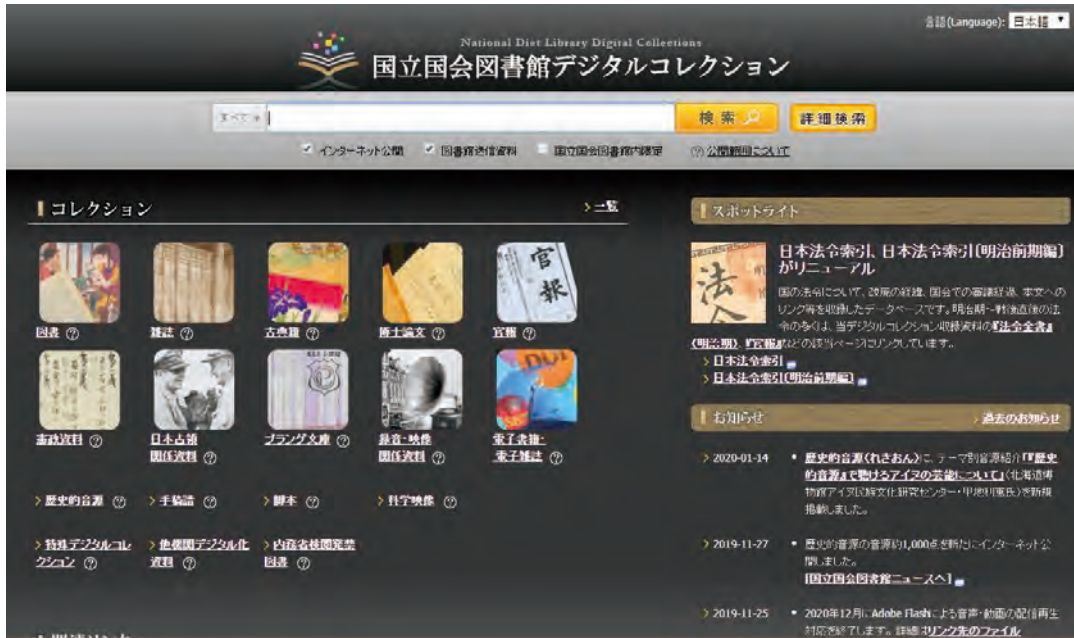 言語(Language): 日本語
National Diet Library Digital Collections
国立国会図書館デジタルコレクション
すべて
検索
詳細検索
インターネット公開
図書館送信資料
国立国会図書館内限定
公開範囲について
コレクション
一覧
図書
雑誌
古典籍
博士論文
官報
官報
憲政資料
日本占領
関係資料
プランゲ文庫
録音・映像
関係資料
電子書籍・
電子雑誌
歴史的音源
手稿譜
脚本
科学映像
特殊デジタルコレ
クション
他機関デジタル化
資料
内務省検閲発禁
図書
スポットライト
法
日本法令索引、日本法令索引〔明治前期編〕
がリニューアル
国の法令について、改廃の経緯、国会での審議経過、本文への
リンク等を収録したデータベースです。明治期~戦後直後の法
令の多くは、当デジタルコレクション収録資料の『法令全書』
(明治期)、『官報』などの該当ページにリンクしています。
日本法令索引
日本法令索引〔明治前期編〕
お知らせ
過去のお知らせ
2020-01-14
歴史的音源(れきおん)に、テーマ別音源紹介「『歴史
的音源』で聴けるアイヌの芸能について」(北海道博
物館アイヌ民族文化研究センター・甲地利恵氏)を新規
掲載しました。
2019-11-27
歴史的音源の音源約1,000点を新たにインターネット公
開しました。
[国立国会図書館ニュースへ]
2019-11-25
2020年12月にAdobe Flashによる音声・動画の配信再生
対応を終了します。詳細はリンク先のファイル